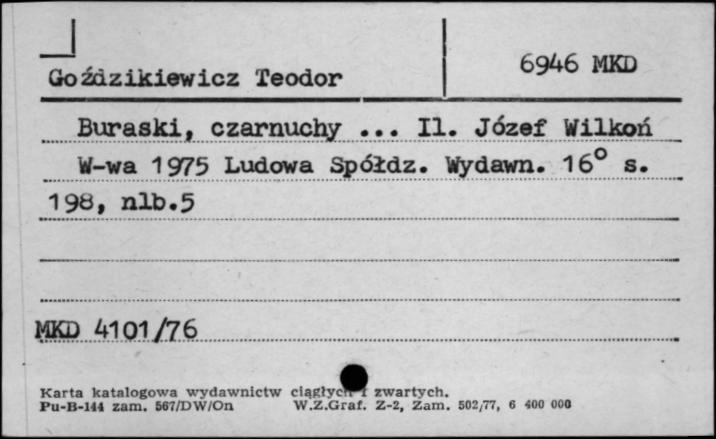 6946 MKD
Goździkiewicz Teodor
Buraski, czarnuchy ... Il. Józef Wilkoń
W-wa 1975 Ludowa Spółdz. Wydawn. 16° s.
198, nlb.5
MKD 4101/76
Karta katalogowa wydawnictw ciągłych i zwartych.
Pu-B-144 zam. 567/DW/On W.Z.Graf. Z-2, Zam. 502/77, 6 400 000